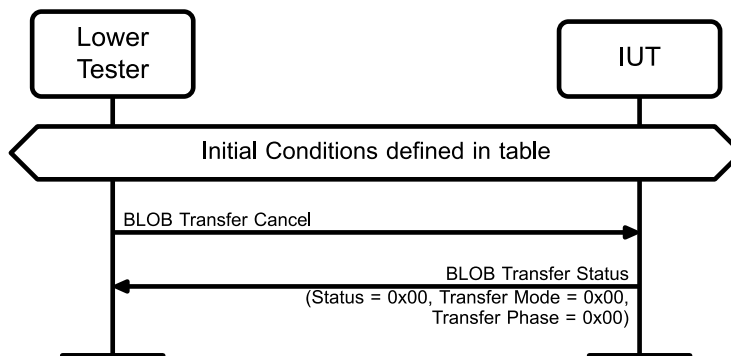 Lower
Tester
IUT
Initial Conditions defined in table
BLOB Transfer Cancel
BLOB Transfer Status
(Status = 0x00, Transfer Mode = 0x00,
Transfer Phase = 0x00)